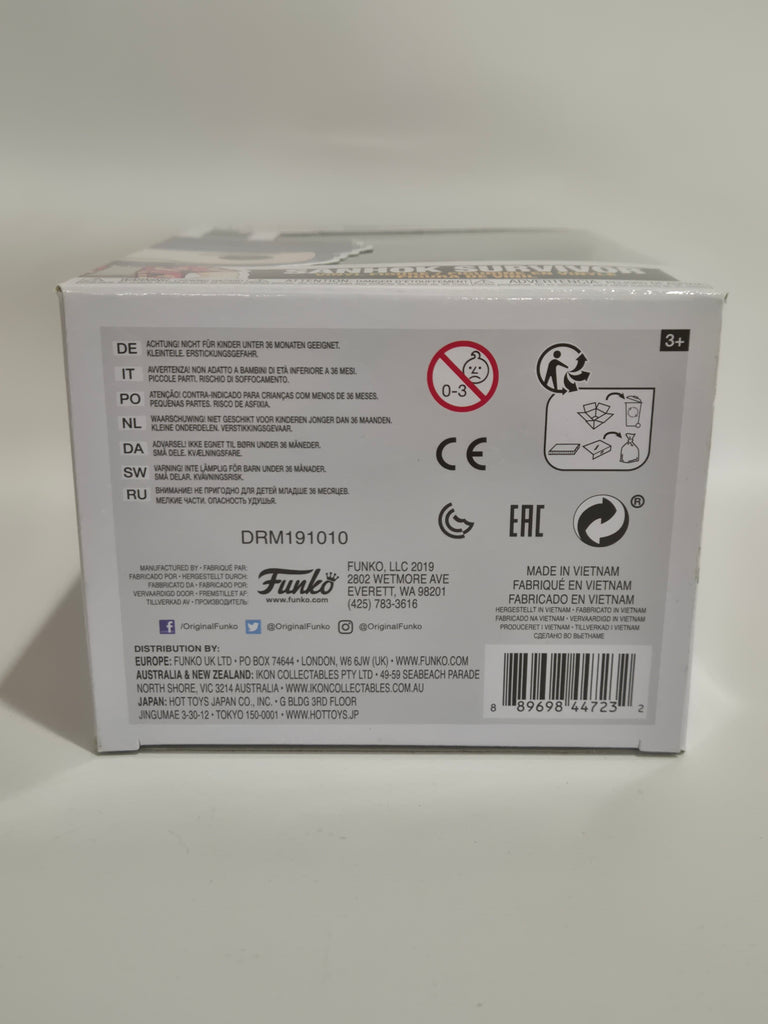 SANHOK SURVIVOR
3+
DE ACHTUNG! NICHT FÜR KINDER UNTER 36 MONATEN GEEIGNET.
KLEINTEILE. ERSTICKUNGSGEFAHR.
IT AVVERTENZA! NON ADATTO A BAMBINI DI ETÀ INFERIORE A 36 MESI.
PICCOLE PARTI. RISCHIO DI SOFFOCAMENTO.
PO ATENÇÃO! CONTRA-INDICADO PARA CRIANÇAS COM MENOS DE 36 MESES.
PEQUENAS PARTES. RISCO DE ASFIXIA.
NL WAARSCHUWING! NIET GESCHIKT VOOR KINDEREN JONGER DAN 36 MAANDEN.
KLEINE ONDERDELEN. VERSTIKKINGSGEVAAR.
DA ADVARSEL! IKKE EGNET TIL BØRN UNDER 36 MÅNEDER.
SMÅ DELE. KVÆLNINGSFARE.
SW VARNING! INTE LÄMPLIG FÖR BARN UNDER 36 MÅNADER.
SMÅ DELAR. KVÄVNINGSRISK.
RU ВНИМАНИЕ! НЕ ПРИГОДНО ДЛЯ ДЕТЕЙ МЛАДШЕ 36 МЕСЯЦЕВ.
МЕЛКИЕ ЧАСТИ. ОПАСНОСТЬ УДУШЬЯ.
0-3
CE
EAC
®
DRM191010
MANUFACTURED BY • FABRIQUÉ PAR:
FABRICADO POR • HERGESTELLT DURCH:
FABBRICATO DA • FABRICADO POR:
VERVAARDIGD DOOR • FREMSTILLET AF:
TILLVERKAD AV • ПРОИЗВОДИТЕЛЬ:
Funko
www.funko.com
FUNKO, LLC 2019
2802 WETMORE AVE
EVERETT, WA 98201
(425) 783-3616
/OriginalFunko @OriginalFunko @OriginalFunko
MADE IN VIETNAM
FABRIQUÉ EN VIETNAM
FABRICADO EN VIETNAM
HERGESTELLT IN VIETNAM • FABBRICATO IN VIETNAM
FABRICADO NA VIETNAM • VERVAARDIGD IN VIETNAM
PRODUCERET I VIETNAM • TILLVERKAD I VIETNAM
СДЕЛАНО ВО ВЬЕТНАМЕ
DISTRIBUTION BY:
EUROPE: FUNKO UK LTD • PO BOX 74644 • LONDON, W6 6JW (UK) • WWW.FUNKO.COM
AUSTRALIA & NEW ZEALAND: IKON COLLECTABLES PTY LTD • 49-59 SEABEACH PARADE
NORTH SHORE, VIC 3214 AUSTRALIA • WWW.IKONCOLLECTABLES.COM.AU
JAPAN: HOT TOYS JAPAN CO., INC. • G BLDG 3RD FLOOR
JINGUMAE 3-30-12 • TOKYO 150-0001 • WWW.HOTTOYS.JP
8 89698 44723 2